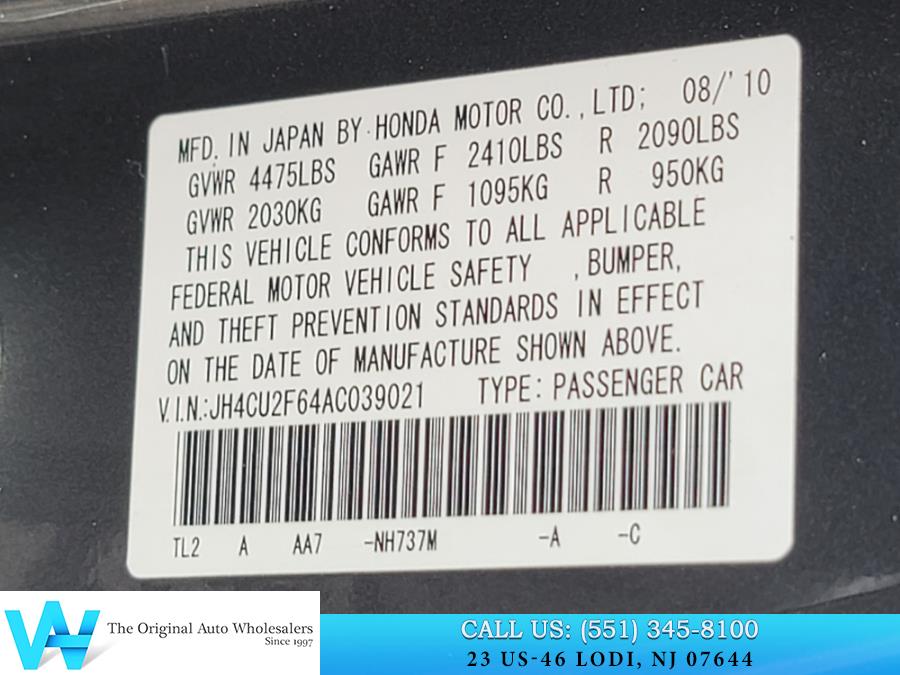 MFD. IN JAPAN BY HONDA MOTOR CO.,LTD; 08/'10
GVWR 4475LBS GAWR F 2410LBS R 2090LBS
GVWR 2030KG GAWR F 1095KG R 950KG
THIS VEHICLE CONFORMS TO ALL APPLICABLE
FEDERAL MOTOR VEHICLE SAFETY ,BUMPER,
AND THEFT PREVENTION STANDARDS IN EFFECT
ON THE DATE OF MANUFACTURE SHOWN ABOVE.
V.I.N.:JH4CU2F64AC039021 TYPE: PASSENGER CAR
TL2 A AA7 -NH737M -A -C
The Original Auto Wholesalers
Since 1997
CALL US: (551) 345-8100
23 US-46 LODI, NJ 07644